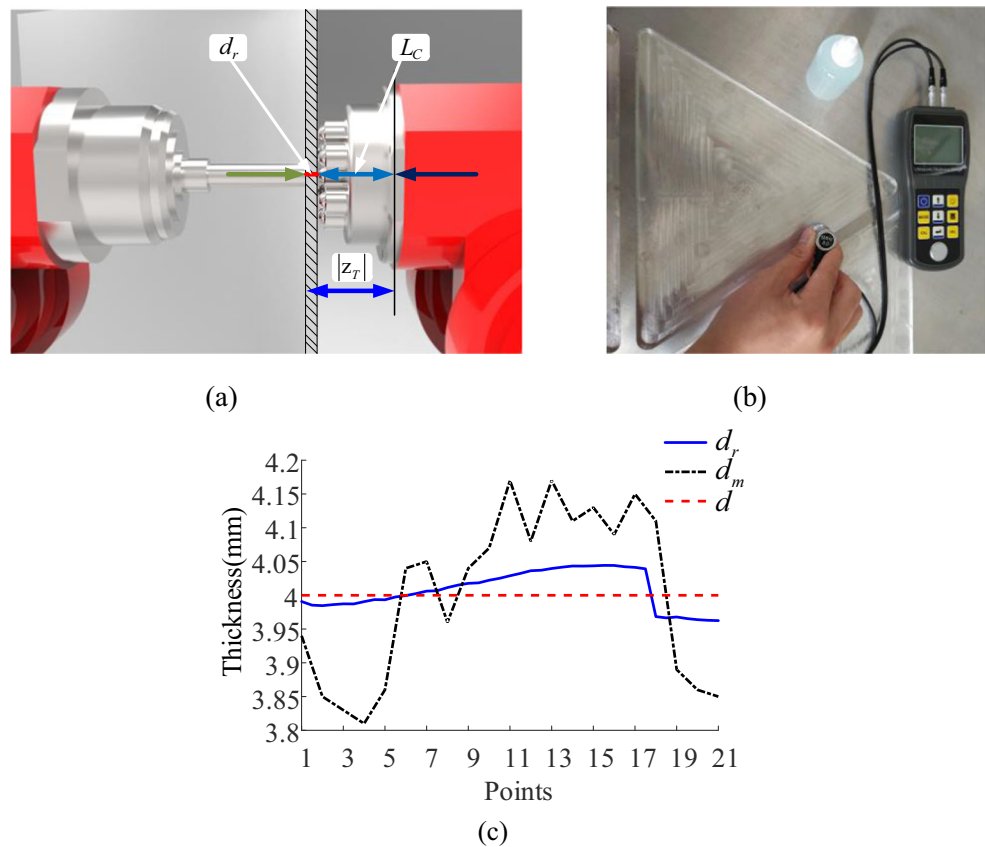 d_r
L_C
|z_T|
(a)
(b)
d_r
d_m
d
4.2
4.15
4.1
4.05
4
3.95
3.9
3.85
3.8
Thickness(mm)
1 3 5 7 9 11 13 15 17 19 21
Points
(c)